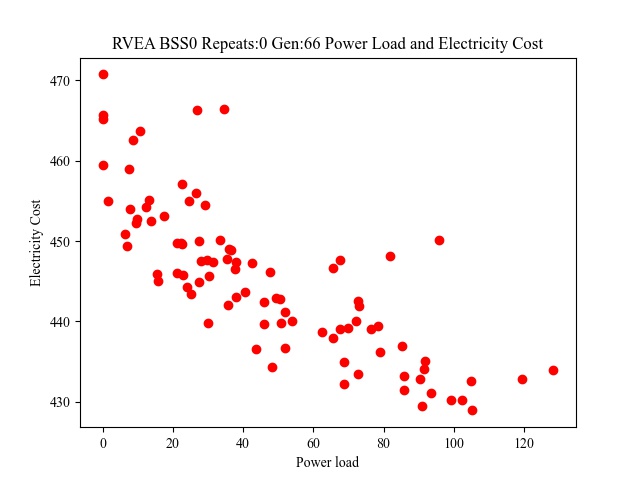 RVEA BSS0 Repeats:0 Gen:66 Power Load and Electricity Cost
470
460
450
440
430
Electricity Cost
0 20 40 60 80 100 120
Power load